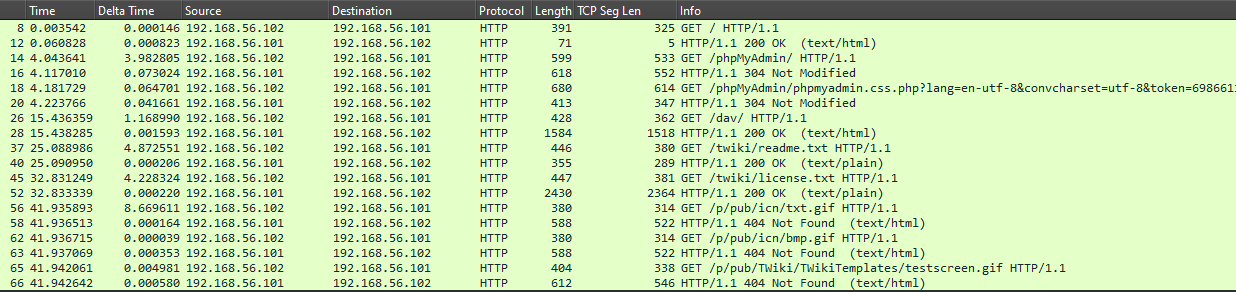 Time Delta Time Source Destination Protocol Length TCP Seg Len Info
8 0.003542 0.000146 192.168.56.102 192.168.56.101 HTTP 391 325 GET / HTTP/1.1
12 0.060828 0.000823 192.168.56.101 192.168.56.102 HTTP 71 5 HTTP/1.1 200 OK (text/html)
14 4.043641 3.982805 192.168.56.102 192.168.56.101 HTTP 599 533 GET /phpMyAdmin/ HTTP/1.1
16 4.117010 0.073024 192.168.56.101 192.168.56.102 HTTP 618 552 HTTP/1.1 304 Not Modified
18 4.181729 0.064701 192.168.56.102 192.168.56.101 HTTP 680 614 GET /phpMyAdmin/phpmyadmin.css.php?lang=en-utf-8&convcharset=utf-8&token=698661
20 4.223766 0.041661 192.168.56.101 192.168.56.102 HTTP 413 347 HTTP/1.1 304 Not Modified
26 15.436359 1.168990 192.168.56.102 192.168.56.101 HTTP 428 362 GET /dav/ HTTP/1.1
28 15.438285 0.001593 192.168.56.101 192.168.56.102 HTTP 1584 1518 HTTP/1.1 200 OK (text/html)
37 25.088986 4.872551 192.168.56.102 192.168.56.101 HTTP 446 380 GET /twiki/readme.txt HTTP/1.1
40 25.090950 0.000206 192.168.56.101 192.168.56.102 HTTP 355 289 HTTP/1.1 200 OK (text/plain)
45 32.831249 4.228324 192.168.56.102 192.168.56.101 HTTP 447 381 GET /twiki/license.txt HTTP/1.1
52 32.833339 0.000220 192.168.56.101 192.168.56.102 HTTP 2430 2364 HTTP/1.1 200 OK (text/plain)
56 41.935893 8.669611 192.168.56.102 192.168.56.101 HTTP 380 314 GET /p/pub/icn/txt.gif HTTP/1.1
58 41.936513 0.000164 192.168.56.101 192.168.56.102 HTTP 588 522 HTTP/1.1 404 Not Found (text/html)
62 41.936715 0.000039 192.168.56.102 192.168.56.101 HTTP 380 314 GET /p/pub/icn/bmp.gif HTTP/1.1
63 41.937069 0.000353 192.168.56.101 192.168.56.102 HTTP 588 522 HTTP/1.1 404 Not Found (text/html)
65 41.942061 0.004981 192.168.56.102 192.168.56.101 HTTP 404 338 GET /p/pub/TWiki/TWikiTemplates/testscreen.gif HTTP/1.1
66 41.942642 0.000580 192.168.56.101 192.168.56.102 HTTP 612 546 HTTP/1.1 404 Not Found (text/html)